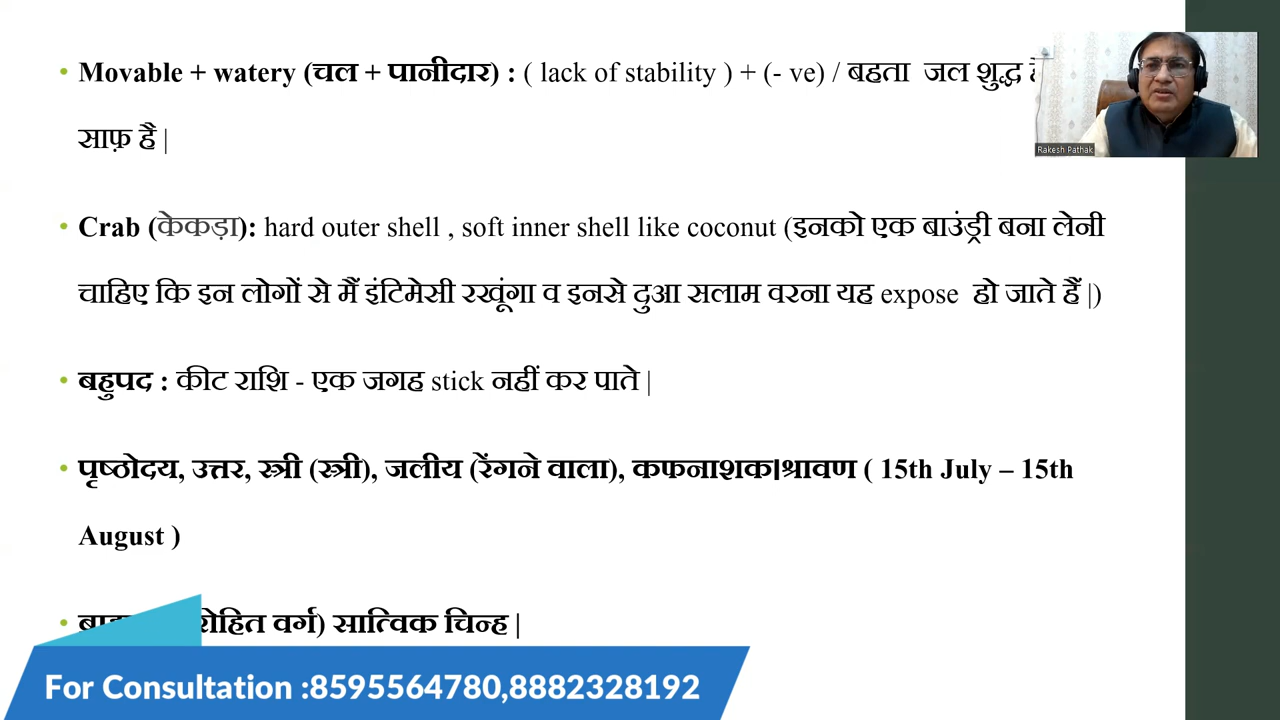 • Movable + watery (चल + पानीदार) : ( lack of stability ) + (- ve) / बहता जल शुद्ध
साफ़ है |
• Crab (केकड़ा): hard outer shell , soft inner shell like coconut (इनको एक बाउंड्री बना लेनी
चाहिए कि इन लोगों से मैं इंटिमेसी रखूंगा व इनसे दुआ सलाम वरना यह expose हो जाते हैं |)
• बहुपद : कीट राशि - एक जगह stick नहीं कर पाते |
• पृष्ठोदय, उत्तर, स्त्री (स्त्री), जलीय (रेंगने वाला), कफनाशक|श्रावण ( 15th July – 15th
August )
• वर्ग) सात्विक चिन्ह |
Rakesh Pathak
For Consultation :8595564780,8882328192